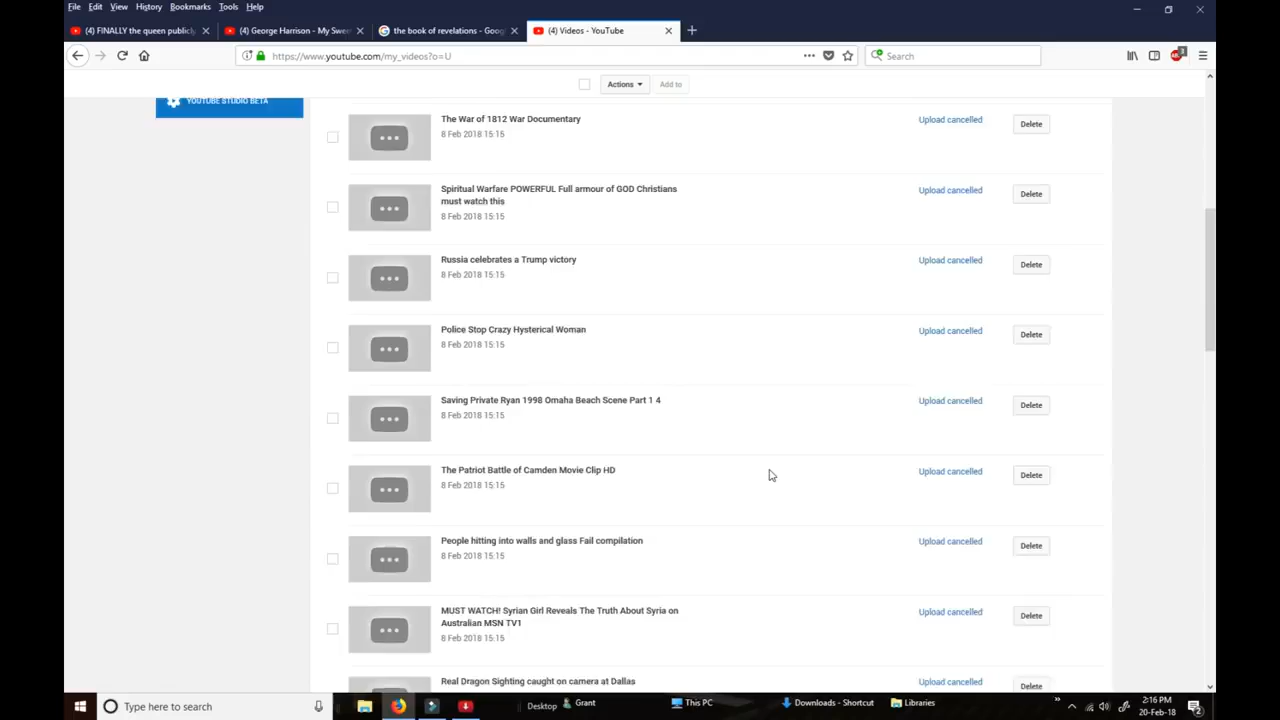 File Edit View History Bookmarks Tools Help
(4) FINALLY the queen publicly
(4) George Harrison - My Swee
the book of revelations - Goog
(4) Videos - YouTube
https://www.youtube.com/my_videos?o=U
Search
3
Actions
Add to
YOUTUBE STUDIO BETA
The War of 1812 War Documentary
8 Feb 2018 15:15
Upload cancelled
Delete
Spiritual Warfare POWERFUL Full armour of GOD Christians
must watch this
8 Feb 2018 15:15
Upload cancelled
Delete
Russia celebrates a Trump victory
8 Feb 2018 15:15
Upload cancelled
Delete
Police Stop Crazy Hysterical Woman
8 Feb 2018 15:15
Upload cancelled
Delete
Saving Private Ryan 1998 Omaha Beach Scene Part 1 4
8 Feb 2018 15:15
Upload cancelled
Delete
The Patriot Battle of Camden Movie Clip HD
8 Feb 2018 15:15
Upload cancelled
Delete
People hitting into walls and glass Fail compilation
8 Feb 2018 15:15
Upload cancelled
Delete
MUST WATCH! Syrian Girl Reveals The Truth About Syria on
Australian MSN TV1
8 Feb 2018 15:15
Upload cancelled
Delete
Real Dragon Sighting caught on camera at Dallas
Upload cancelled
Delete
Type here to search
Desktop
Grant
This PC
Downloads - Shortcut
Libraries
2:16 PM
20-Feb-18
2